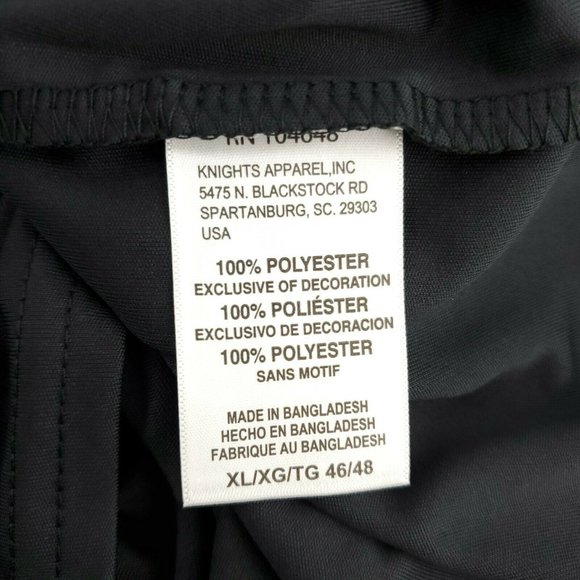 RN 104648
KNIGHTS APPAREL,INC
5475 N. BLACKSTOCK RD
SPARTANBURG, SC. 29303
USA
100% POLYESTER
EXCLUSIVE OF DECORATION
100% POLIÉSTER
EXCLUSIVO DE DECORACION
100% POLYESTER
SANS MOTIF
MADE IN BANGLADESH
HECHO EN BANGLADESH
FABRIQUE AU BANGLADESH
XL/XG/TG 46/48